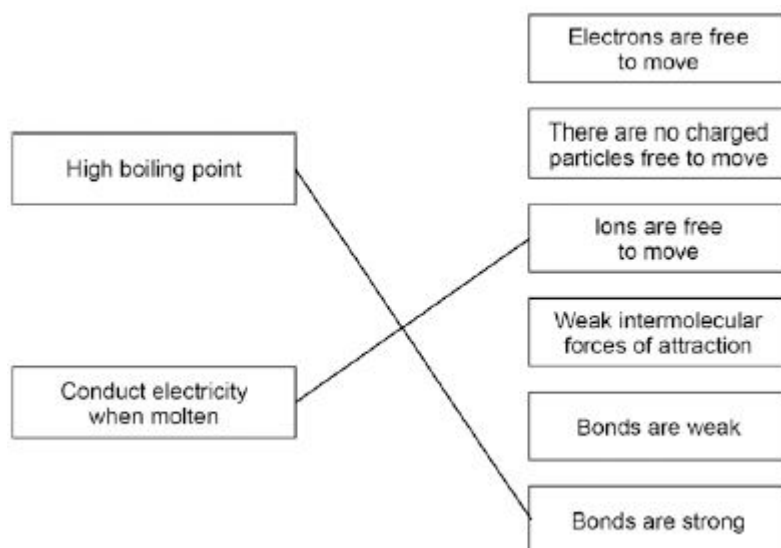 High boiling point
Conduct electricity
when molten
Electrons are free
to move
There are no charged
particles free to move
Ions are free
to move
Weak intermolecular
forces of attraction
Bonds are weak
Bonds are strong